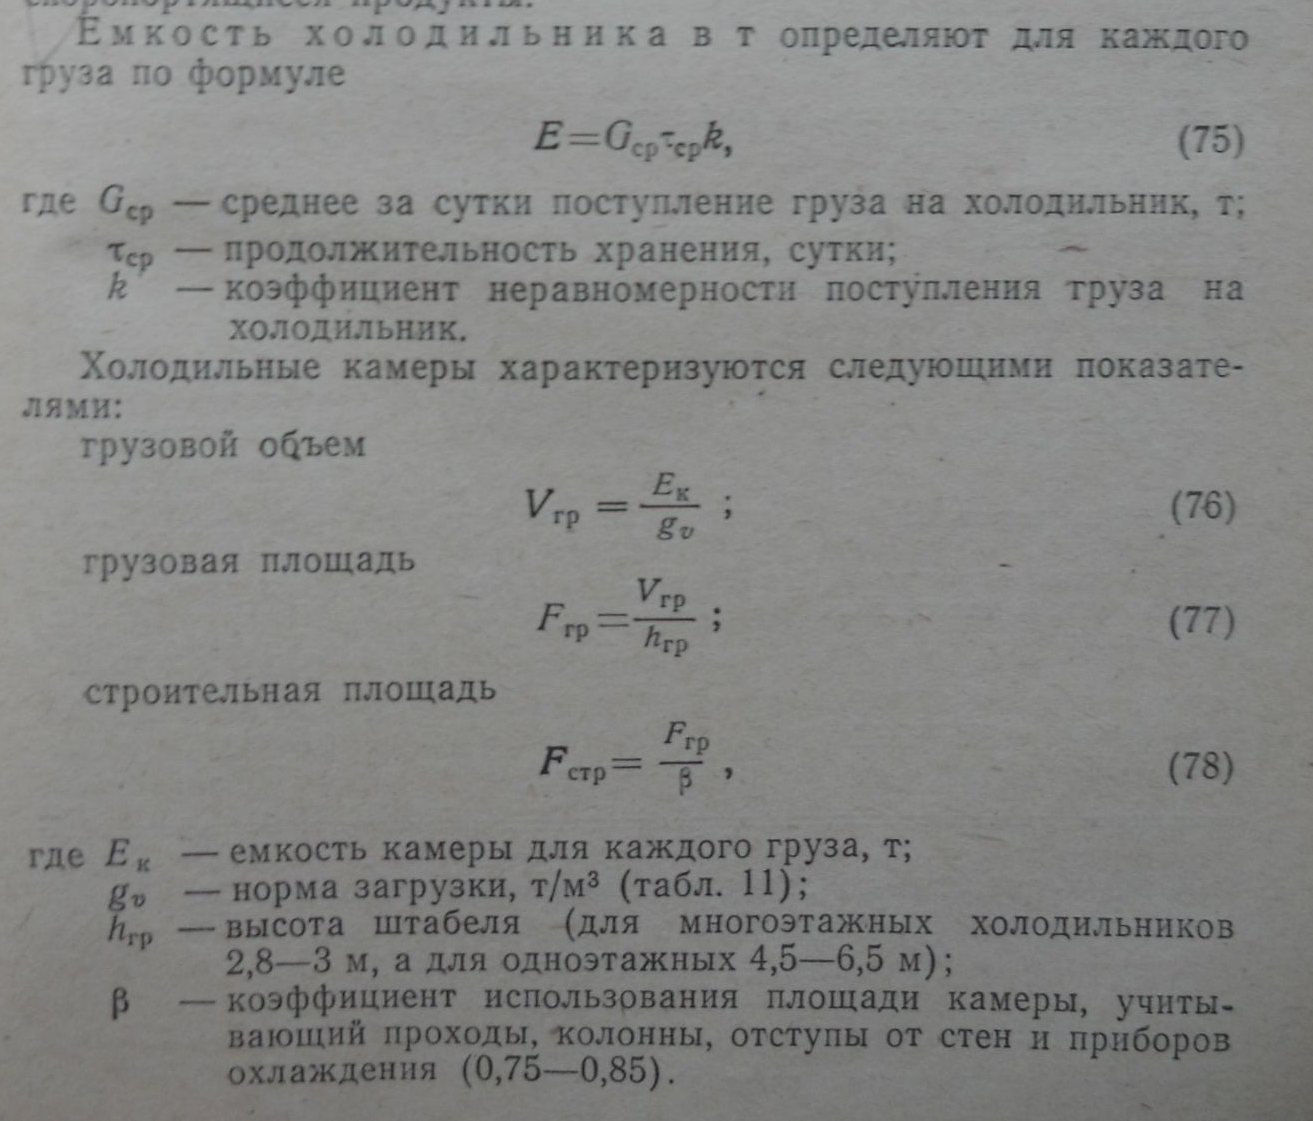 скоропортящиеся продукты.
Емкость холодильника в т определяют для каждого
груза по формуле
E=Gсрτсрk, (75)
где Gср — среднее за сутки поступление груза на холодильник, т;
τср — продолжительность хранения, сутки;
k — коэффициент неравномерности поступления груза на
холодильник.
Холодильные камеры характеризуются следующими показате-
лями:
грузовой объем
Vгр = Eк / gv ; (76)
грузовая площадь
Fгр = Vгр / hгр ; (77)
строительная площадь
Fстр = Fгр / β , (78)
где Eк — емкость камеры для каждого груза, т;
gv — норма загрузки, т/м³ (табл. 11);
hгр — высота штабеля (для многоэтажных холодильников
2,8—3 м, а для одноэтажных 4,5—6,5 м);
β — коэффициент использования площади камеры, учиты-
вающий проходы, колонны, отступы от стен и приборов
охлаждения (0,75—0,85).